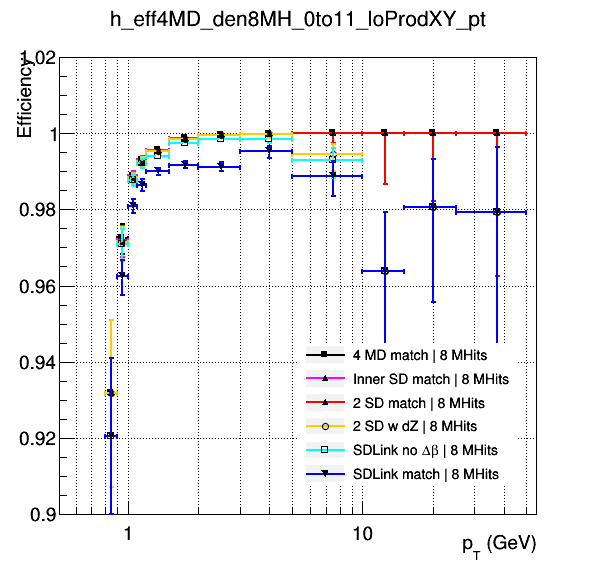 h_eff4MD_den8MH_0to11_loProdXY_pt
Efficiency
1.02
1
0.98
0.96
0.94
0.92
0.9
4 MD match | 8 MHits
Inner SD match | 8 MHits
2 SD match | 8 MHits
2 SD w dZ | 8 MHits
SDLink no Δβ | 8 MHits
SDLink match | 8 MHits
1
10
p_T (GeV)